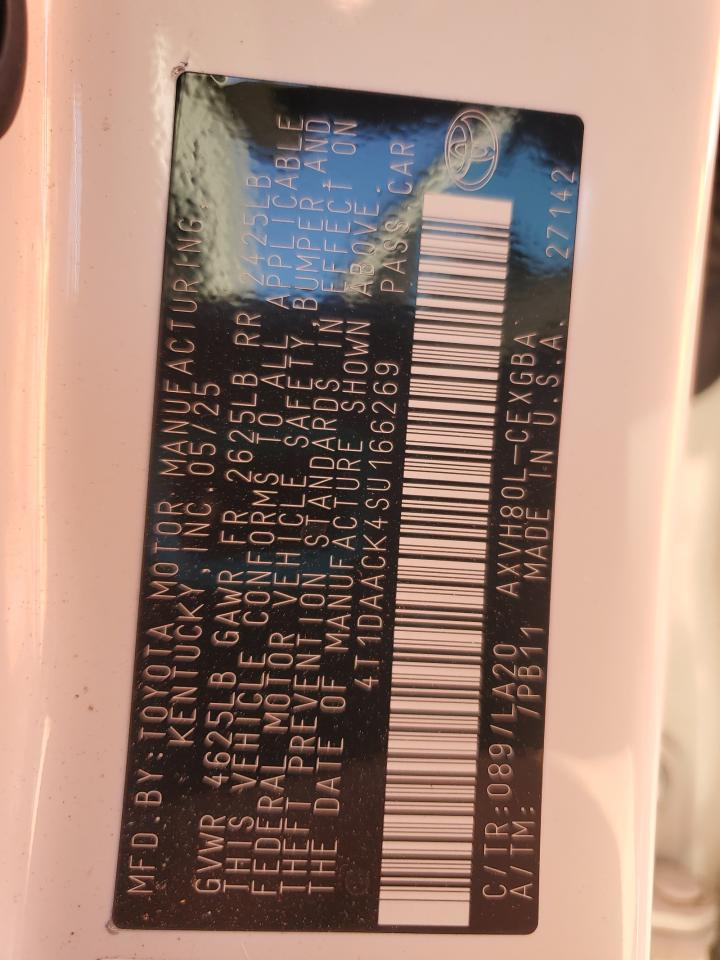 MFD.BY:TOYOTA MOTOR MANUFACTURING,
KENTUCKY, INC.05/25
GVWR 4625LB GAWR FR 2625LB RR 2425LB
THIS VEHICLE CONFORMS TO ALL APPLICABLE
FEDERAL MOTOR VEHICLE SAFETY, BUMPER AND
THEFT PREVENTION STANDARDS IN EFFECT ON
THE DATE OF MANUFACTURE SHOWN ABOVE.
4T1DAACK4SU166269 PASS.CAR
C/TR:089/LA20 AXVH80L-CEXGBA
A/TM: /PB11 MADE IN U.S.A. 27142